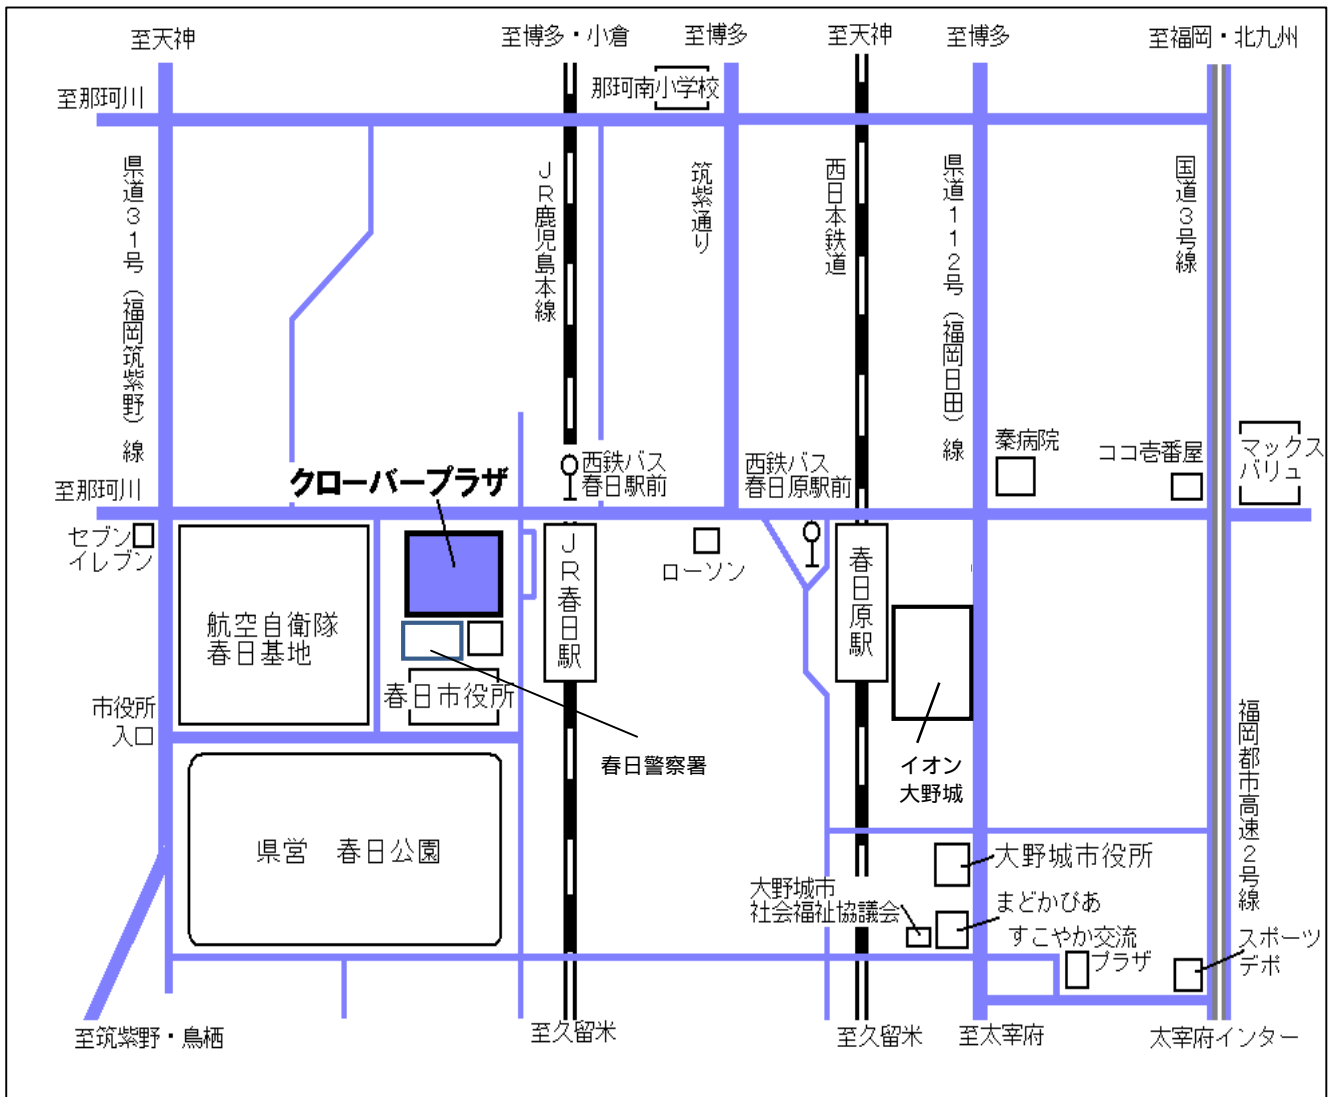 至天神
至博多・小倉
至博多
至天神
至博多
至福岡・北九州
至那珂川
那珂南小学校
県道31号(福岡筑紫野)線
JR鹿児島本線
筑紫通り
西日本鉄道
県道112号(福岡日田)線
国道3号線
秦病院
ココ壱番屋
マックス
バリュ
西鉄バス
春日駅前
西鉄バス
春日原駅前
クローバープラザ
至那珂川
セブン
イレブン
航空自衛隊
春日基地
JR春日駅
ローソン
春日原駅
春日市役所
市役所
入口
春日警察署
イオン
大野城
福岡都市高速2号線
県営 春日公園
大野城市役所
大野城市
社会福祉協議会
まどかぴあ
すこやか交流
プラザ
スポーツ
デポ
至筑紫野・鳥栖
至久留米
至久留米
至太宰府
太宰府インター